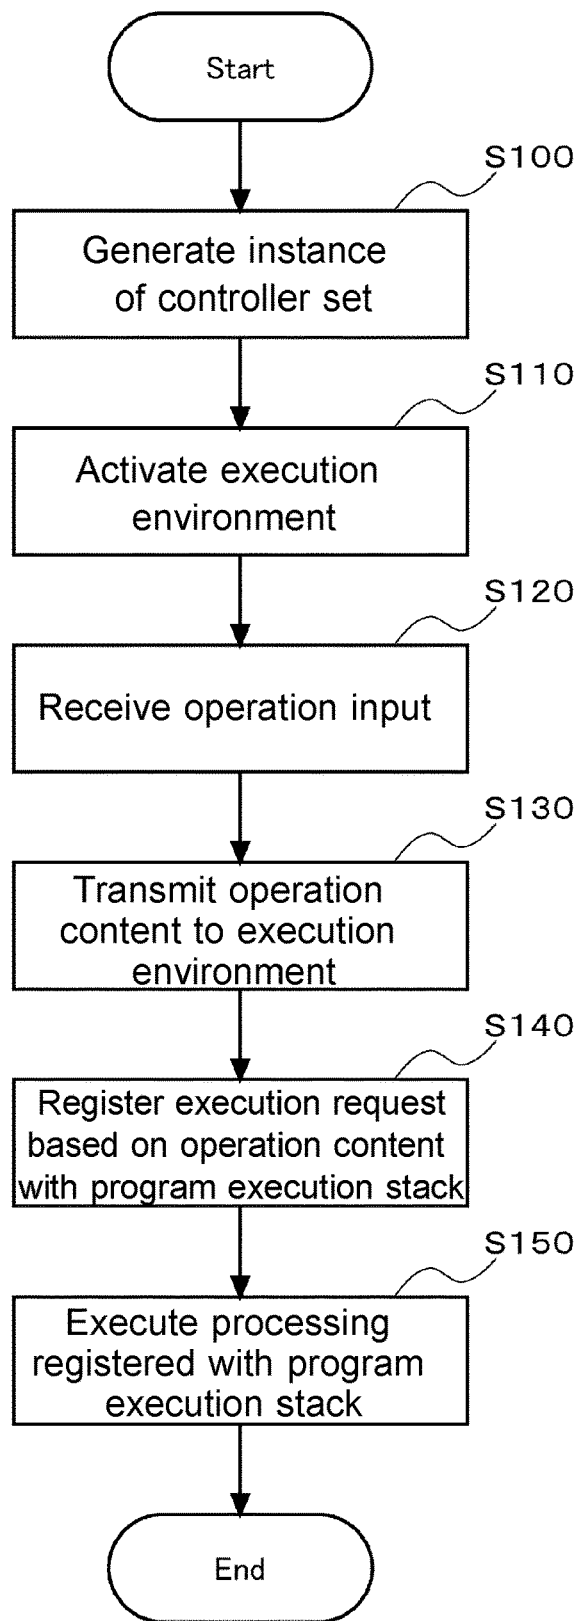 Start
S100
Generate instance
of controller set
S110
Activate execution
environment
S120
Receive operation input
S130
Transmit operation
content to execution
environment
S140
Register execution request
based on operation content
with program execution stack
S150
Execute processing
registered with program
execution stack
End